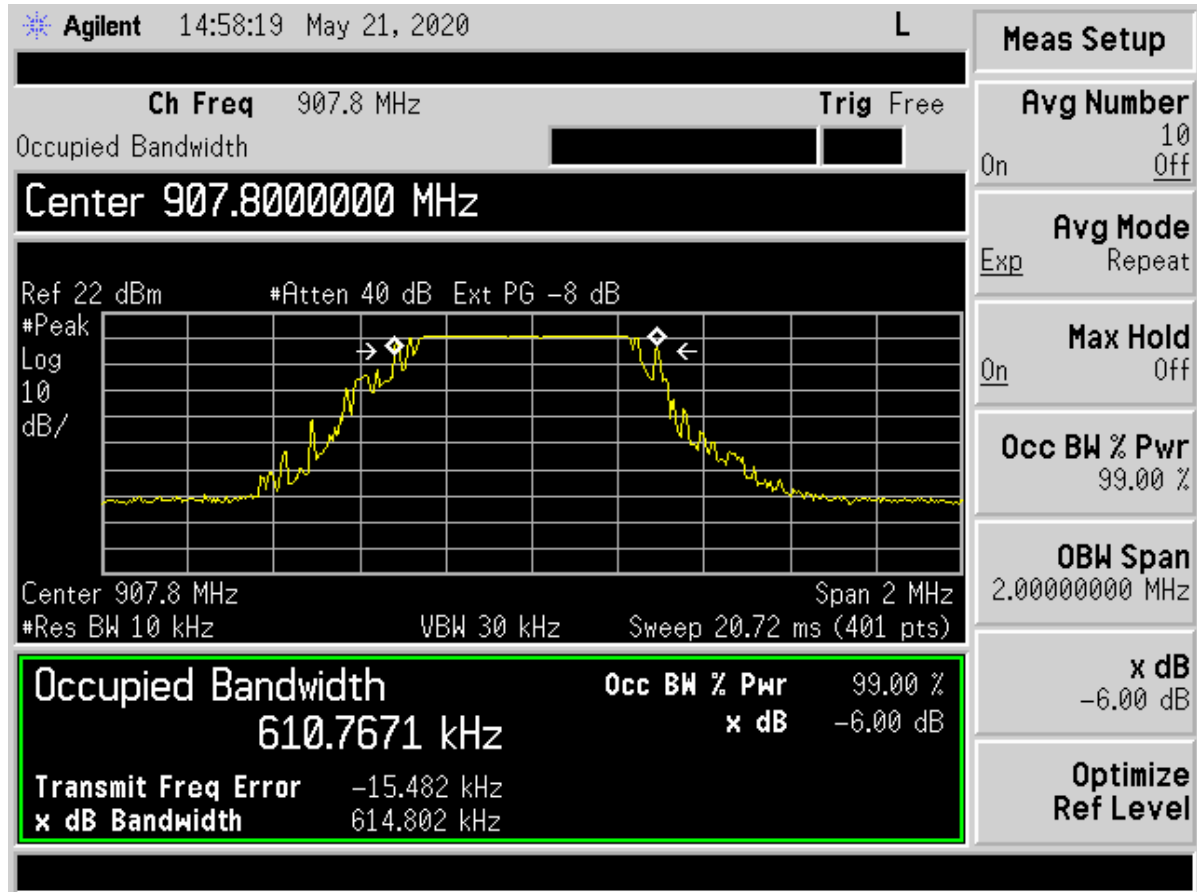 Agilent 14:58:19 May 21, 2020 L
Ch Freq 907.8 MHz Trig Free
Occupied Bandwidth
Center 907.8000000 MHz
Ref 22 dBm #Atten 40 dB Ext PG -8 dB
#Peak
Log
10
dB/
Center 907.8 MHz Span 2 MHz
#Res BW 10 kHz VBW 30 kHz Sweep 20.72 ms (401 pts)
Occupied Bandwidth Occ BW % Pwr 99.00 %
610.7671 kHz x dB -6.00 dB
Transmit Freq Error -15.482 kHz
x dB Bandwidth 614.802 kHz
Meas Setup
Avg Number
10
On Off
Avg Mode
Exp Repeat
Max Hold
On Off
Occ BW % Pwr
99.00 %
OBW Span
2.00000000 MHz
x dB
-6.00 dB
Optimize
Ref Level